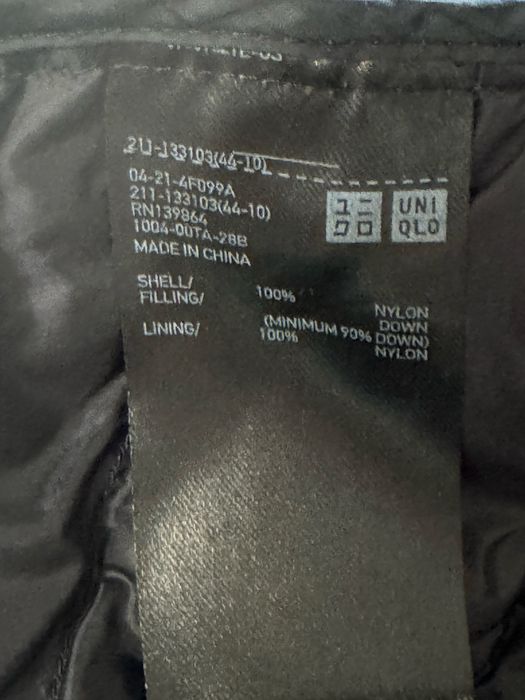 211-133103(44-10)
04-21-4F099A
211-133103(44-10)
RN139864
1004-00TA-28B
MADE IN CHINA
ユニ
クロ
UNI
QLO
SHELL/ 100% NYLON
FILLING/ DOWN
(MINIMUM 90% DOWN)
LINING/ 100% NYLON